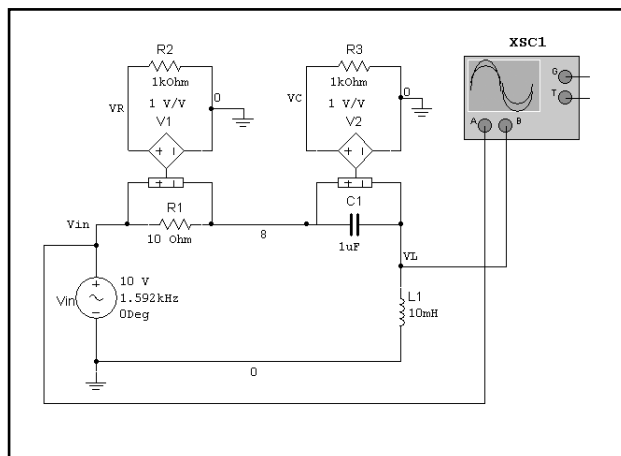 XSC1
G
T
A
B
R2
1kOhm
1 V/V
V1
VR
0
R3
1kOhm
1 V/V
V2
VC
0
Vin
R1
10 Ohm
8
C1
1uF
VL
Vin
10 V
1.592kHz
0Deg
L1
10mH
0